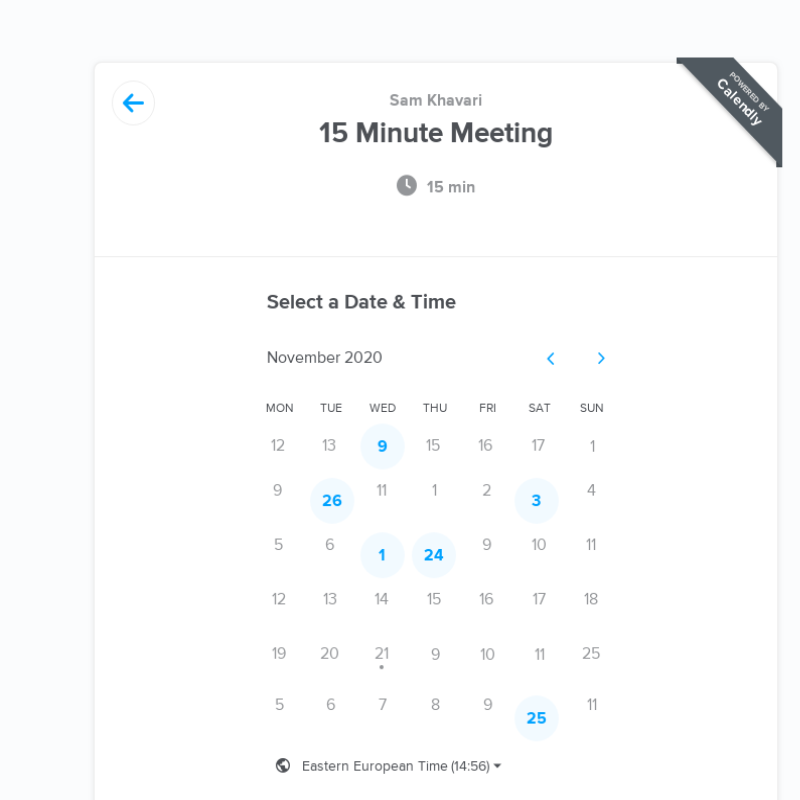 Sam Khavari
POWERED BY
Calendly
15 Minute Meeting
15 min
Select a Date & Time
November 2020
MON TUE WED THU FRI SAT SUN
12 13 9 15 16 17 1
9 26 11 1 2 3 4
5 6 1 24 9 10 11
12 13 14 15 16 17 18
19 20 21 9 10 11 25
5 6 7 8 9 25 11
Eastern European Time (14:56)